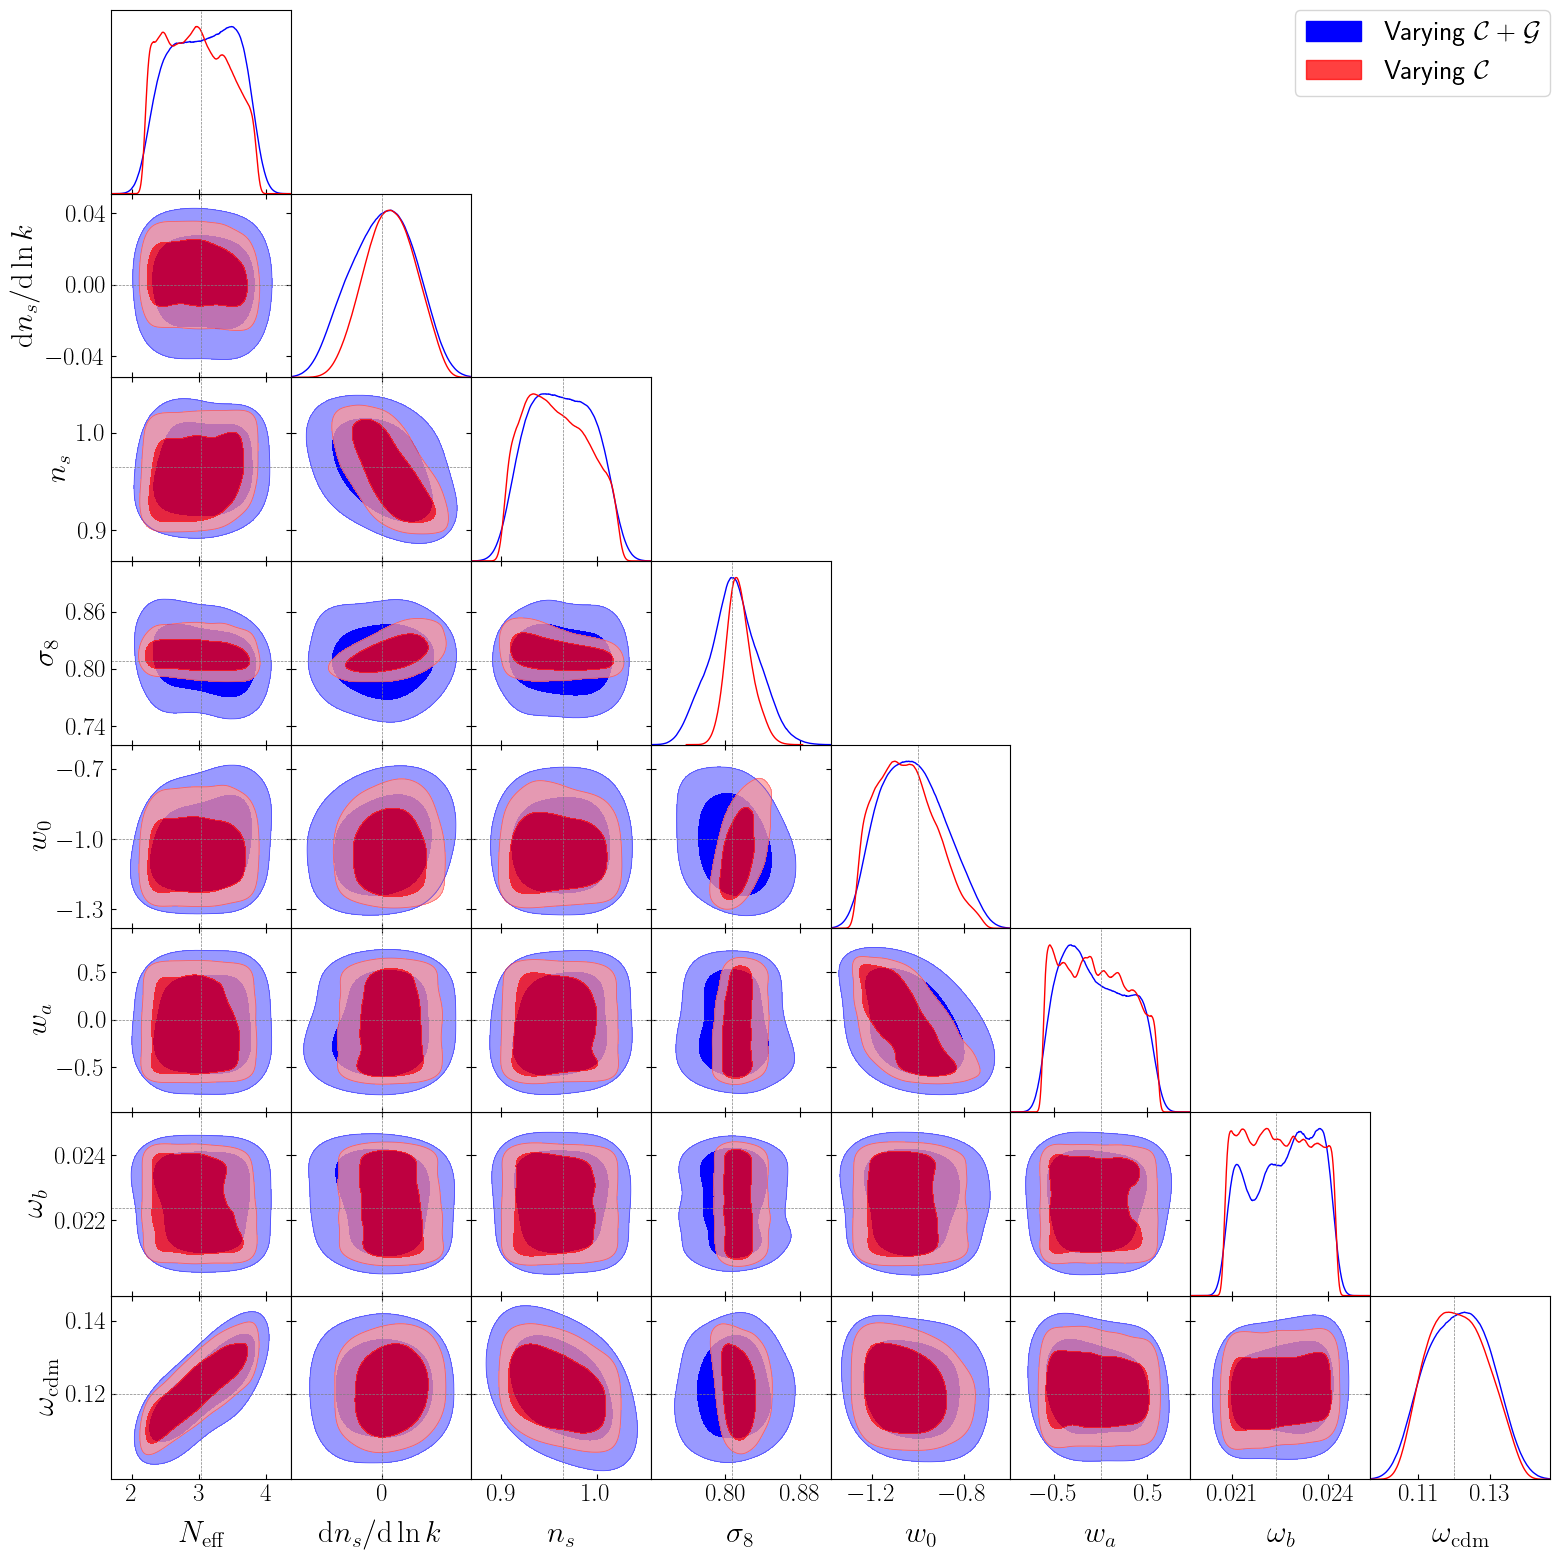 Varying 𝒞 + 𝒢
Varying 𝒞
dn_s/d ln k
0.04
0.00
−0.04
n_s
1.0
0.9
σ_8
0.86
0.80
0.74
w_0
−0.7
−1.0
−1.3
w_a
0.5
0.0
−0.5
ω_b
0.024
0.022
ω_cdm
0.14
0.12
2 3 4 0 0.9 1.0 0.80 0.88 −1.2 −0.8 −0.5 0.5 0.021 0.024 0.11 0.13
N_eff dn_s/d ln k n_s σ_8 w_0 w_a ω_b ω_cdm